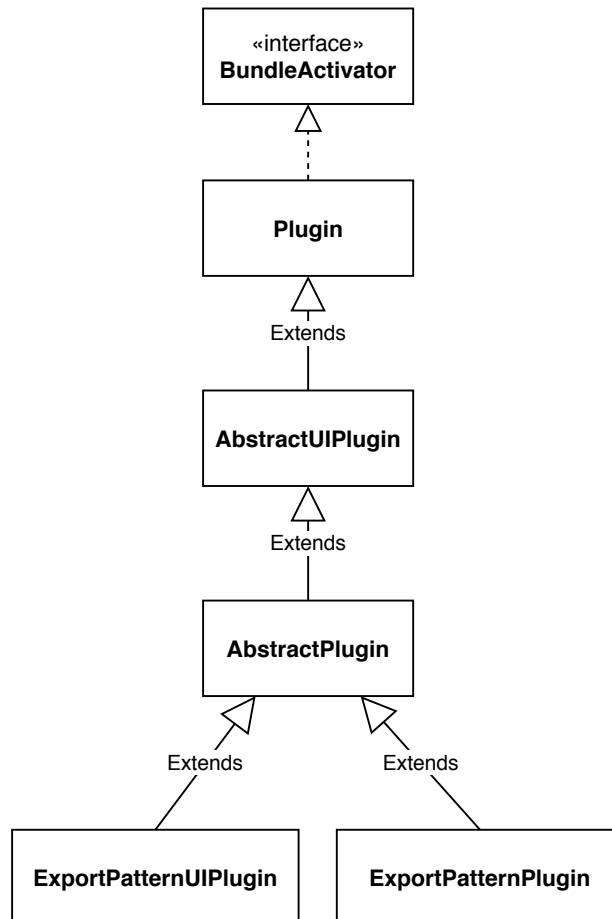 «interface»
BundleActivator
Plugin
Extends
AbstractUIPlugin
Extends
AbstractPlugin
Extends
Extends
ExportPatternUIPlugin
ExportPatternPlugin